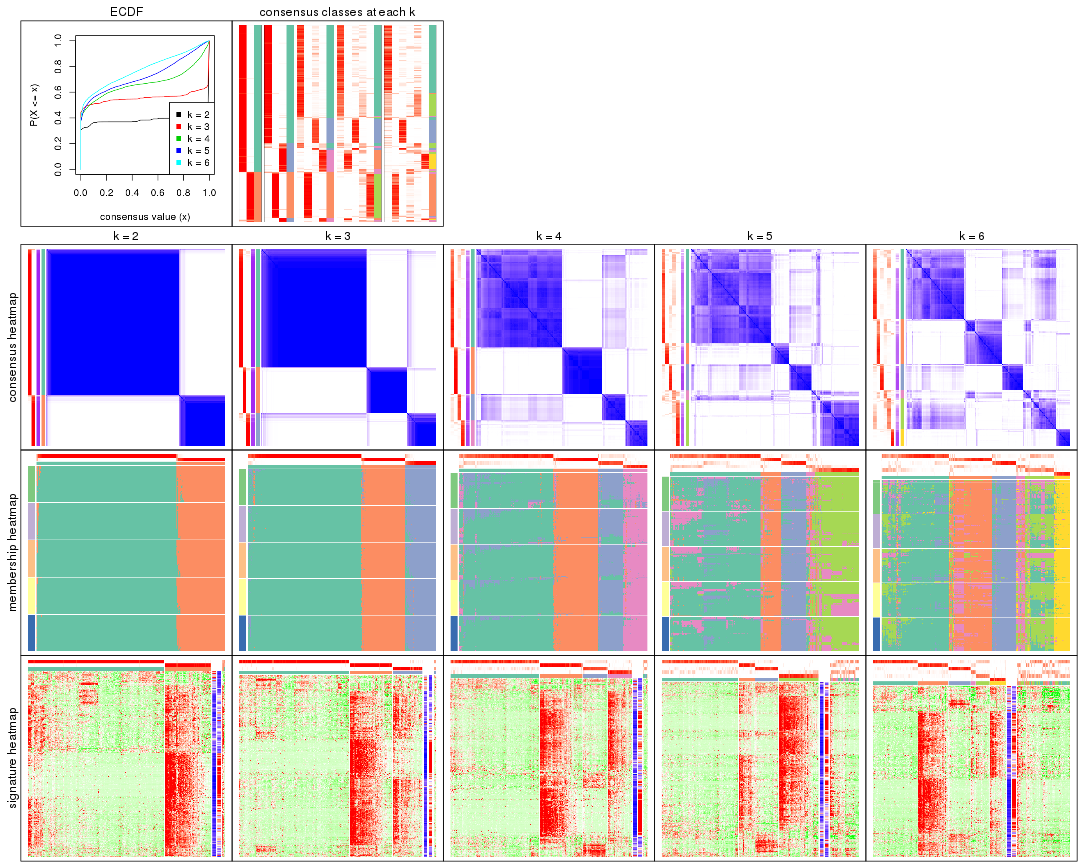 ECDF
consensus classes at each k
P(X <= x)
0.0 0.2 0.4 0.6 0.8 1.0
k = 2
k = 3
k = 4
k = 5
k = 6
0.0 0.2 0.4 0.6 0.8 1.0
consensus value (x)
k = 2
k = 3
k = 4
k = 5
k = 6
consensus heatmap
membership heatmap
signature heatmap